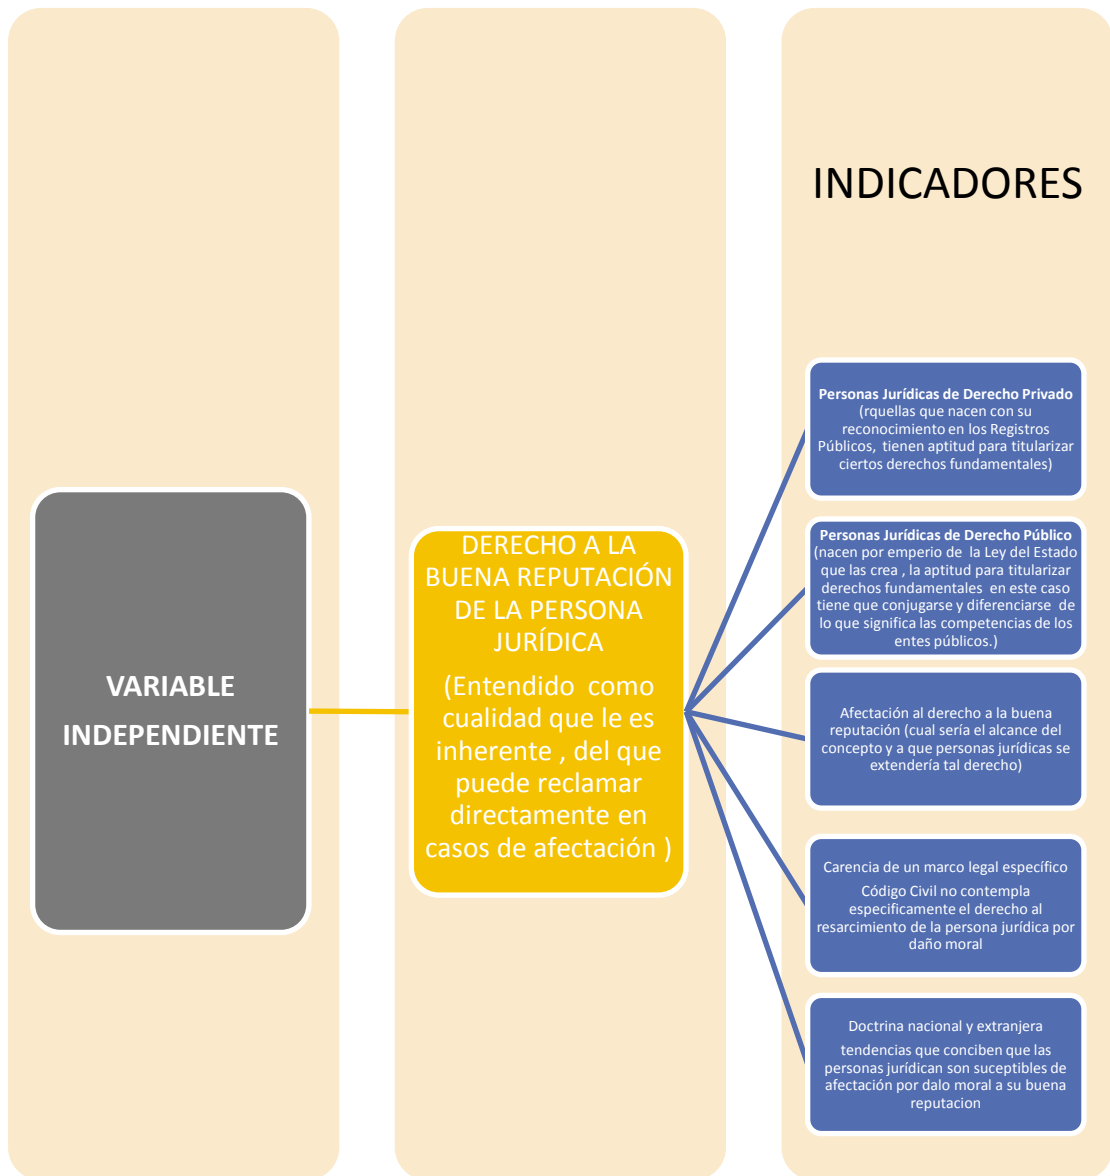 INDICADORES
VARIABLE
INDEPENDIENTE
DERECHO A LA
BUENA REPUTACIÓN
DE LA PERSONA
JURÍDICA
(Entendido como
cualidad que le es
inherente , del que
puede reclamar
directamente en
casos de afectación )
Personas Jurídicas de Derecho Privado
(rquellas que nacen con su
reconocimiento en los Registros
Públicos, tienen aptitud para titularizar
ciertos derechos fundamentales)
Personas Jurídicas de Derecho Público
(nacen por emperio de la Ley del Estado
que las crea , la aptitud para titularizar
derechos fundamentales en este caso
tiene que conjugarse y diferenciarse de
lo que significa las competencias de los
entes públicos.)
Afectación al derecho a la buena
reputación (cual sería el alcance del
concepto y a que personas jurídicas se
extendería tal derecho)
Carencia de un marco legal específico
Código Civil no contempla
especificamente el derecho al
resarcimiento de la persona jurídica por
daño moral
Doctrina nacional y extranjera
tendencias que conciben que las
personas jurídican son suceptibles de
afectación por dalo moral a su buena
reputacion